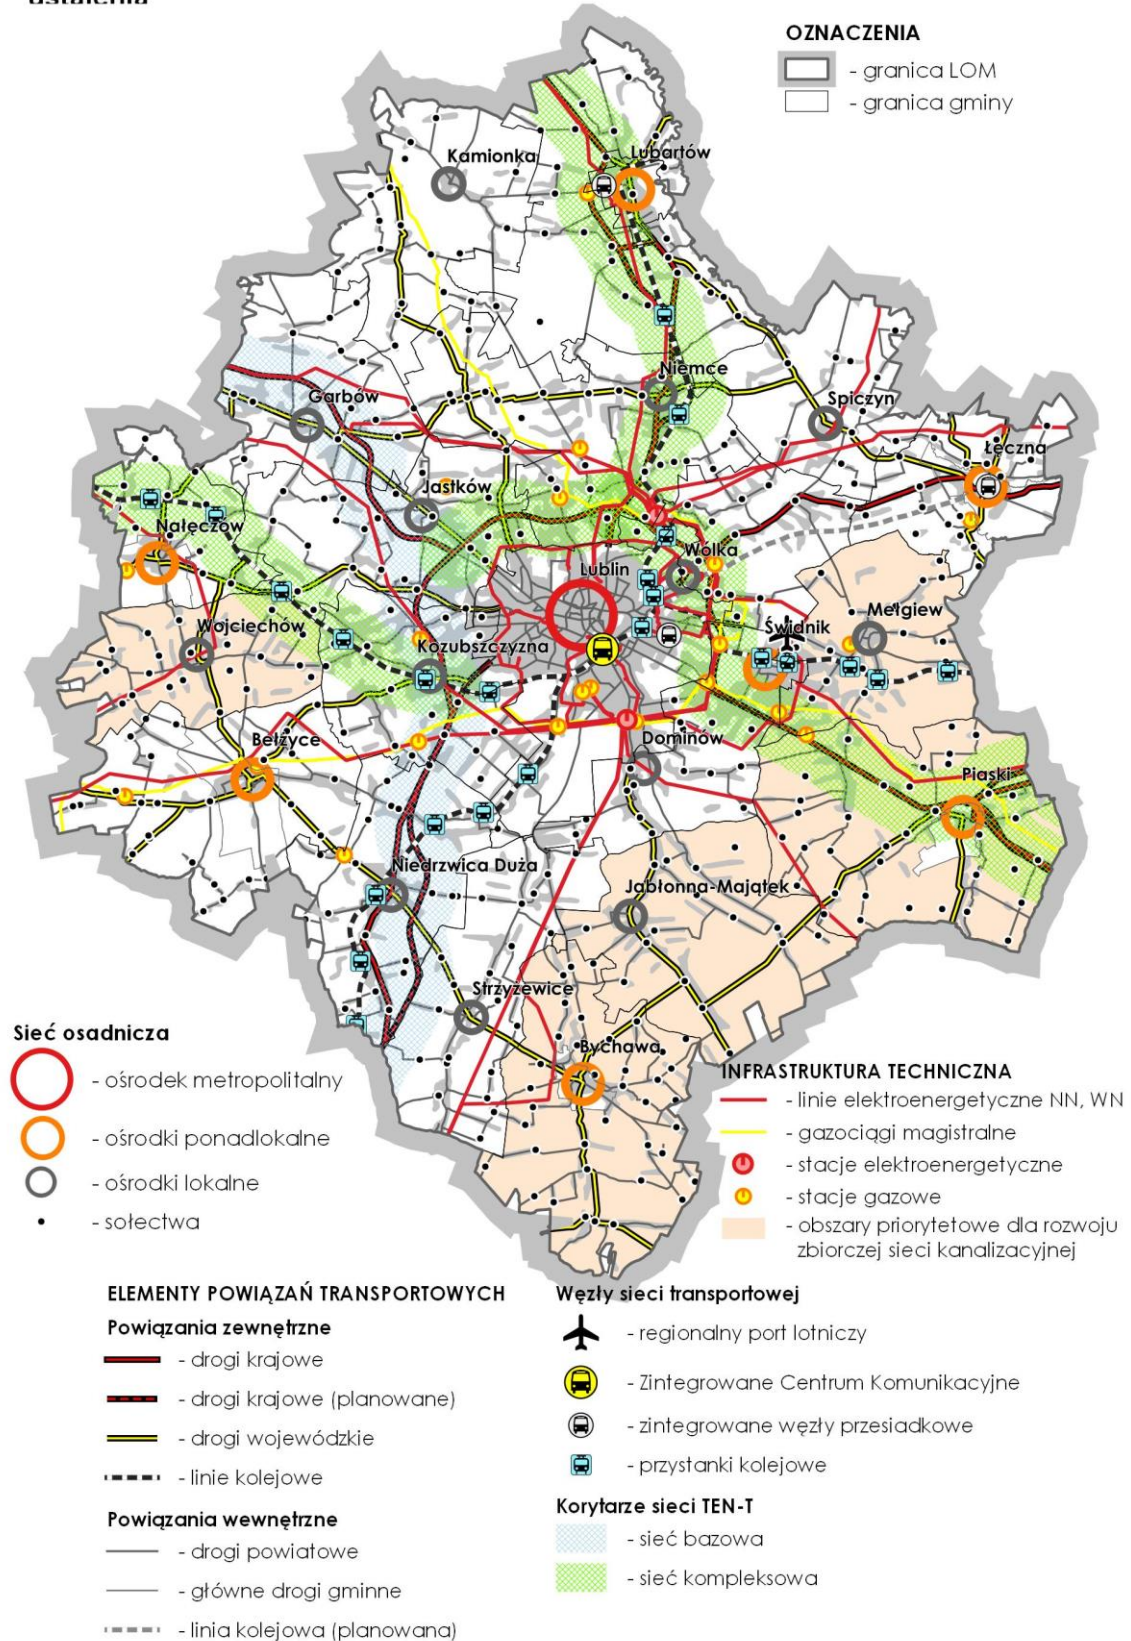 ustalenia
OZNACZENIA
- granica LOM
- granica gminy
Kamionka
Lubartów
Niemce
Garbów
Spiczyn
Łęczna
Jastków
Nałęczów
Wólka
Lublin
Mełgiew
Wojciechów
Świdnik
Kozubszczyzna
Bełżyce
Dominów
Piaski
Niedrzwica Duża
Jabłonna-Majątek
Strzyżewice
Bychawa
Sieć osadnicza
- ośrodek metropolitalny
- ośrodki ponadlokalne
- ośrodki lokalne
- sołectwa
INFRASTRUKTURA TECHNICZNA
- linie elektroenergetyczne NN, WN
- gazociągi magistralne
- stacje elektroenergetyczne
- stacje gazowe
- obszary priorytetowe dla rozwoju
zbiorczej sieci kanalizacyjnej
ELEMENTY POWIĄZAŃ TRANSPORTOWYCH
Powiązania zewnętrzne
- drogi krajowe
- drogi krajowe (planowane)
- drogi wojewódzkie
- linie kolejowe
Powiązania wewnętrzne
- drogi powiatowe
- główne drogi gminne
- linia kolejowa (planowana)
Węzły sieci transportowej
- regionalny port lotniczy
- Zintegrowane Centrum Komunikacyjne
- zintegrowane węzły przesiadkowe
- przystanki kolejowe
Korytarze sieci TEN-T
- sieć bazowa
- sieć kompleksowa